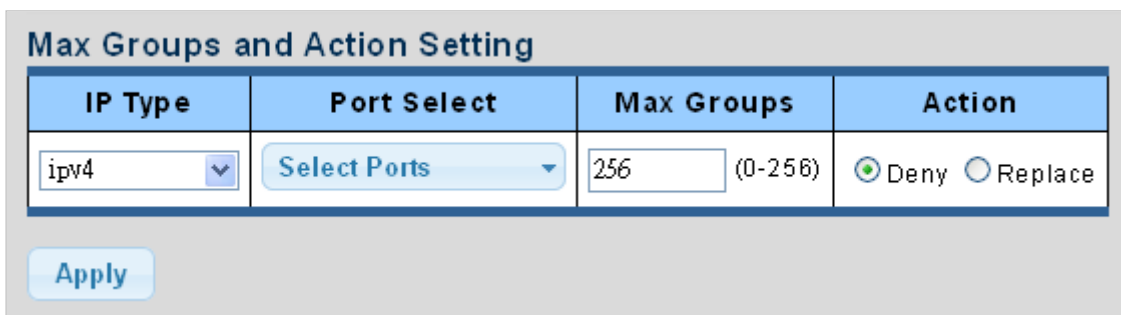 Max Groups and Action Setting
IP Type Port Select Max Groups Action
ipv4 Select Ports 256 (0-256) Deny Replace
Apply